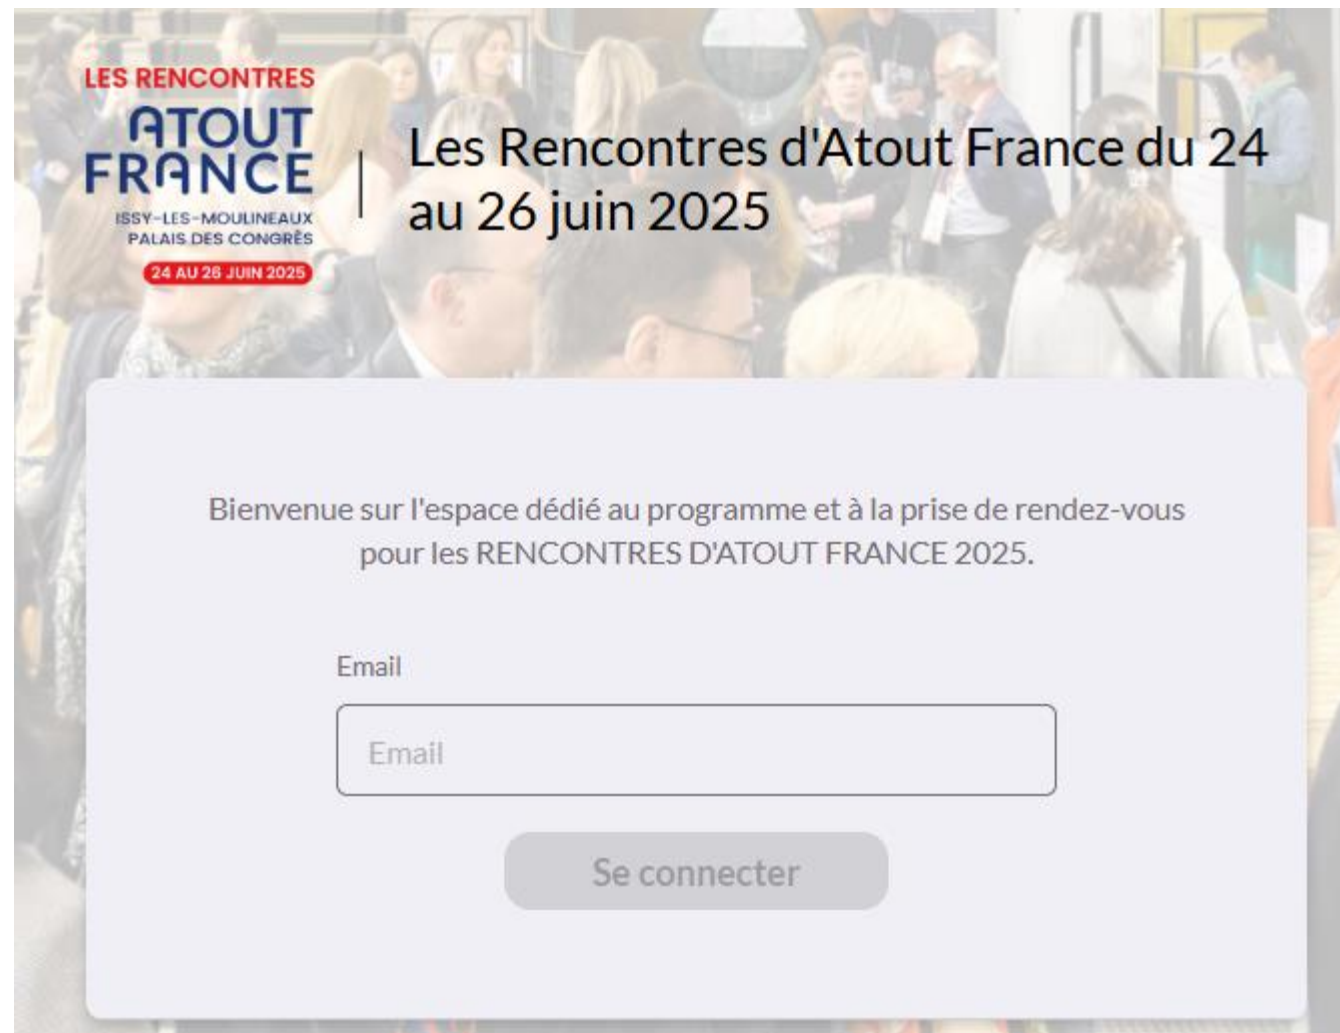 LES RENCONTRES
ATOUT
FRANCE
ISSY-LES-MOULINEAUX
PALAIS DES CONGRÈS
24 AU 26 JUIN 2025
Les Rencontres d'Atout France du 24
au 26 juin 2025
Bienvenue sur l'espace dédié au programme et à la prise de rendez-vous
pour les RENCONTRES D'ATOUT FRANCE 2025.
Email
Email
Se connecter